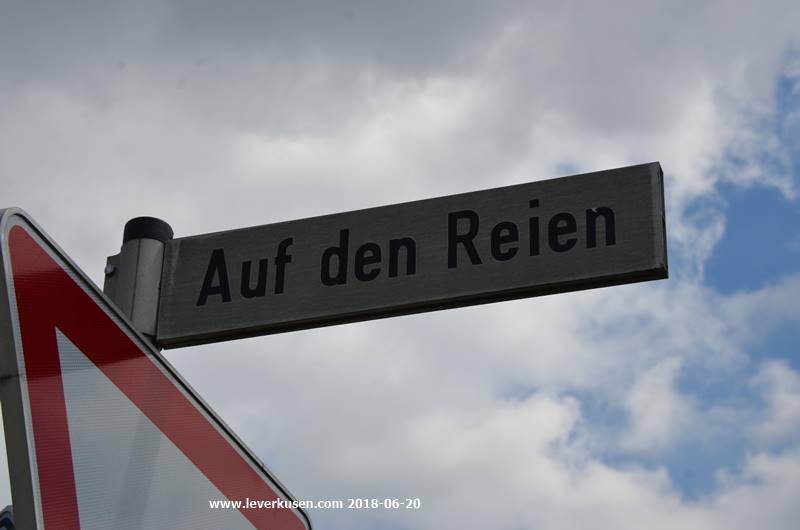 Auf den Reien
www.leverkusen.com 2018-06-20